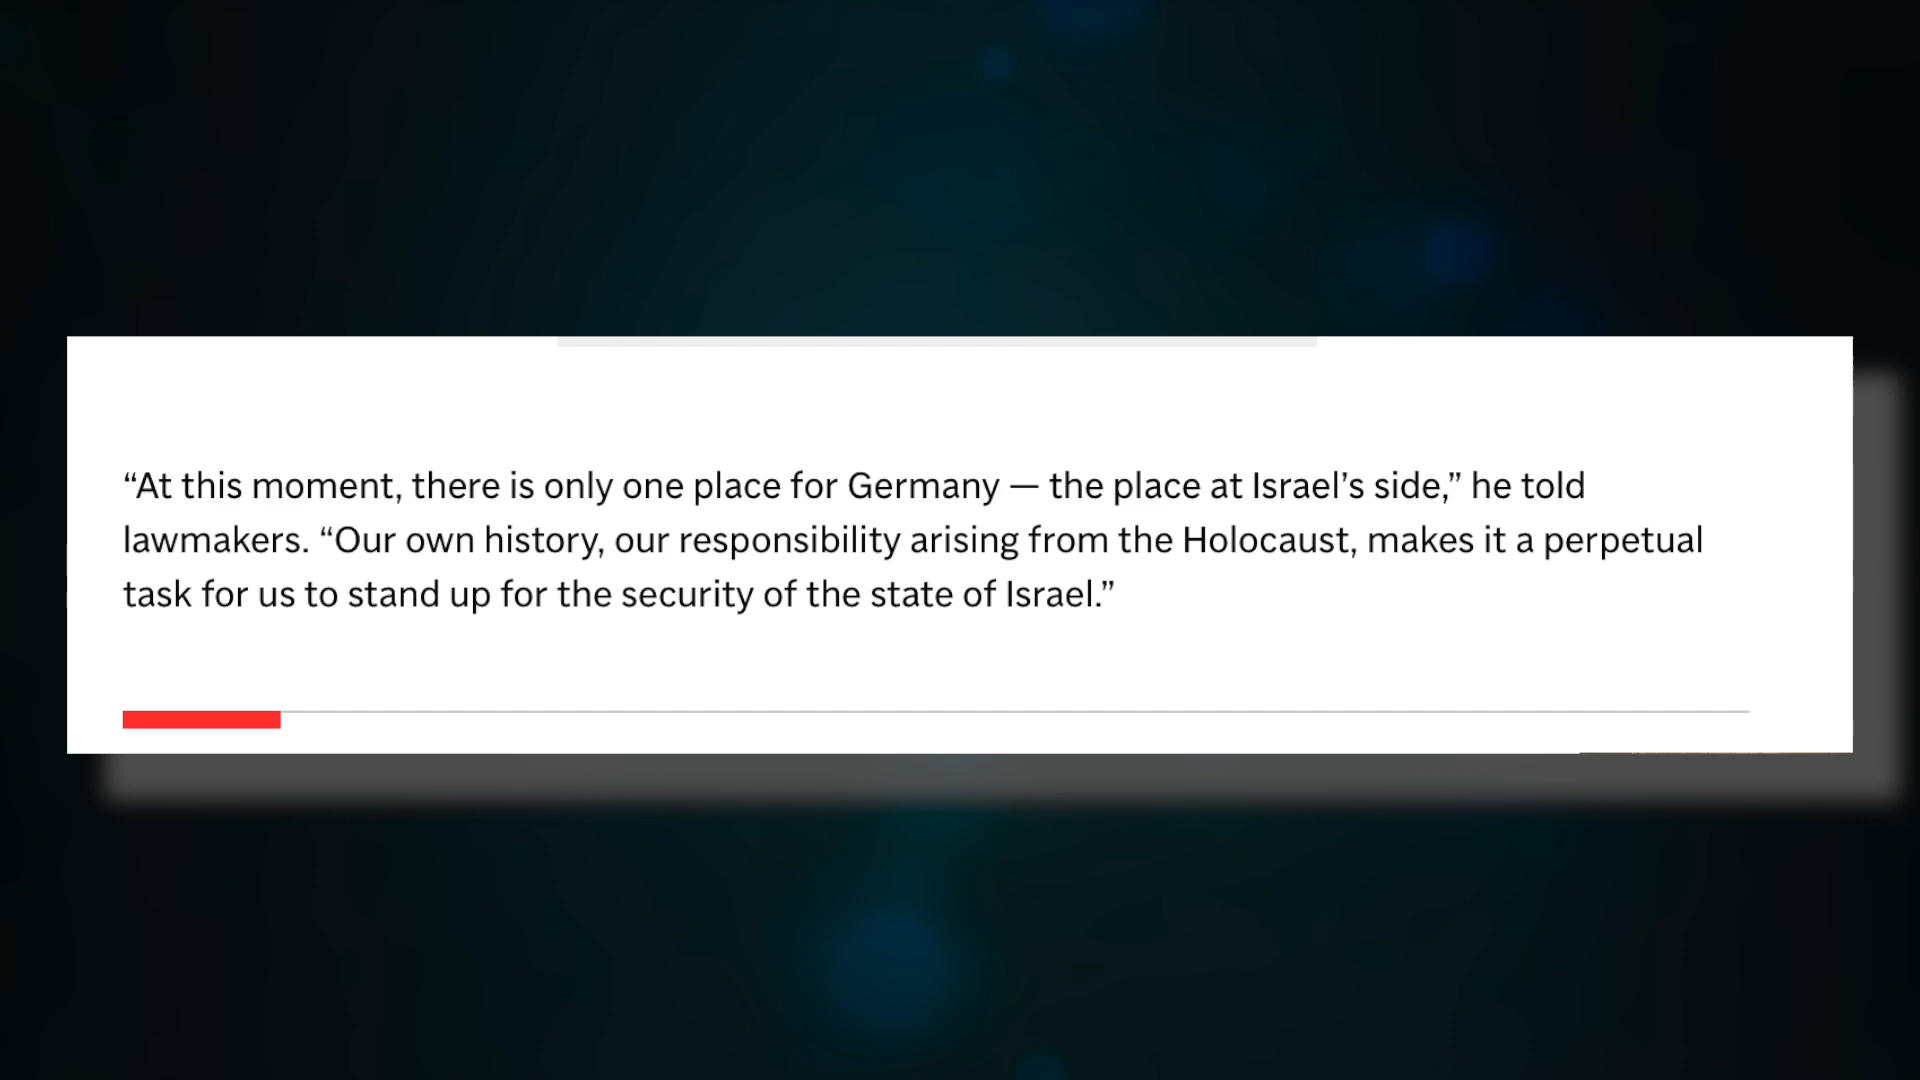 “At this moment, there is only one place for Germany — the place at Israel’s side,” he told
lawmakers. “Our own history, our responsibility arising from the Holocaust, makes it a perpetual
task for us to stand up for the security of the state of Israel.”